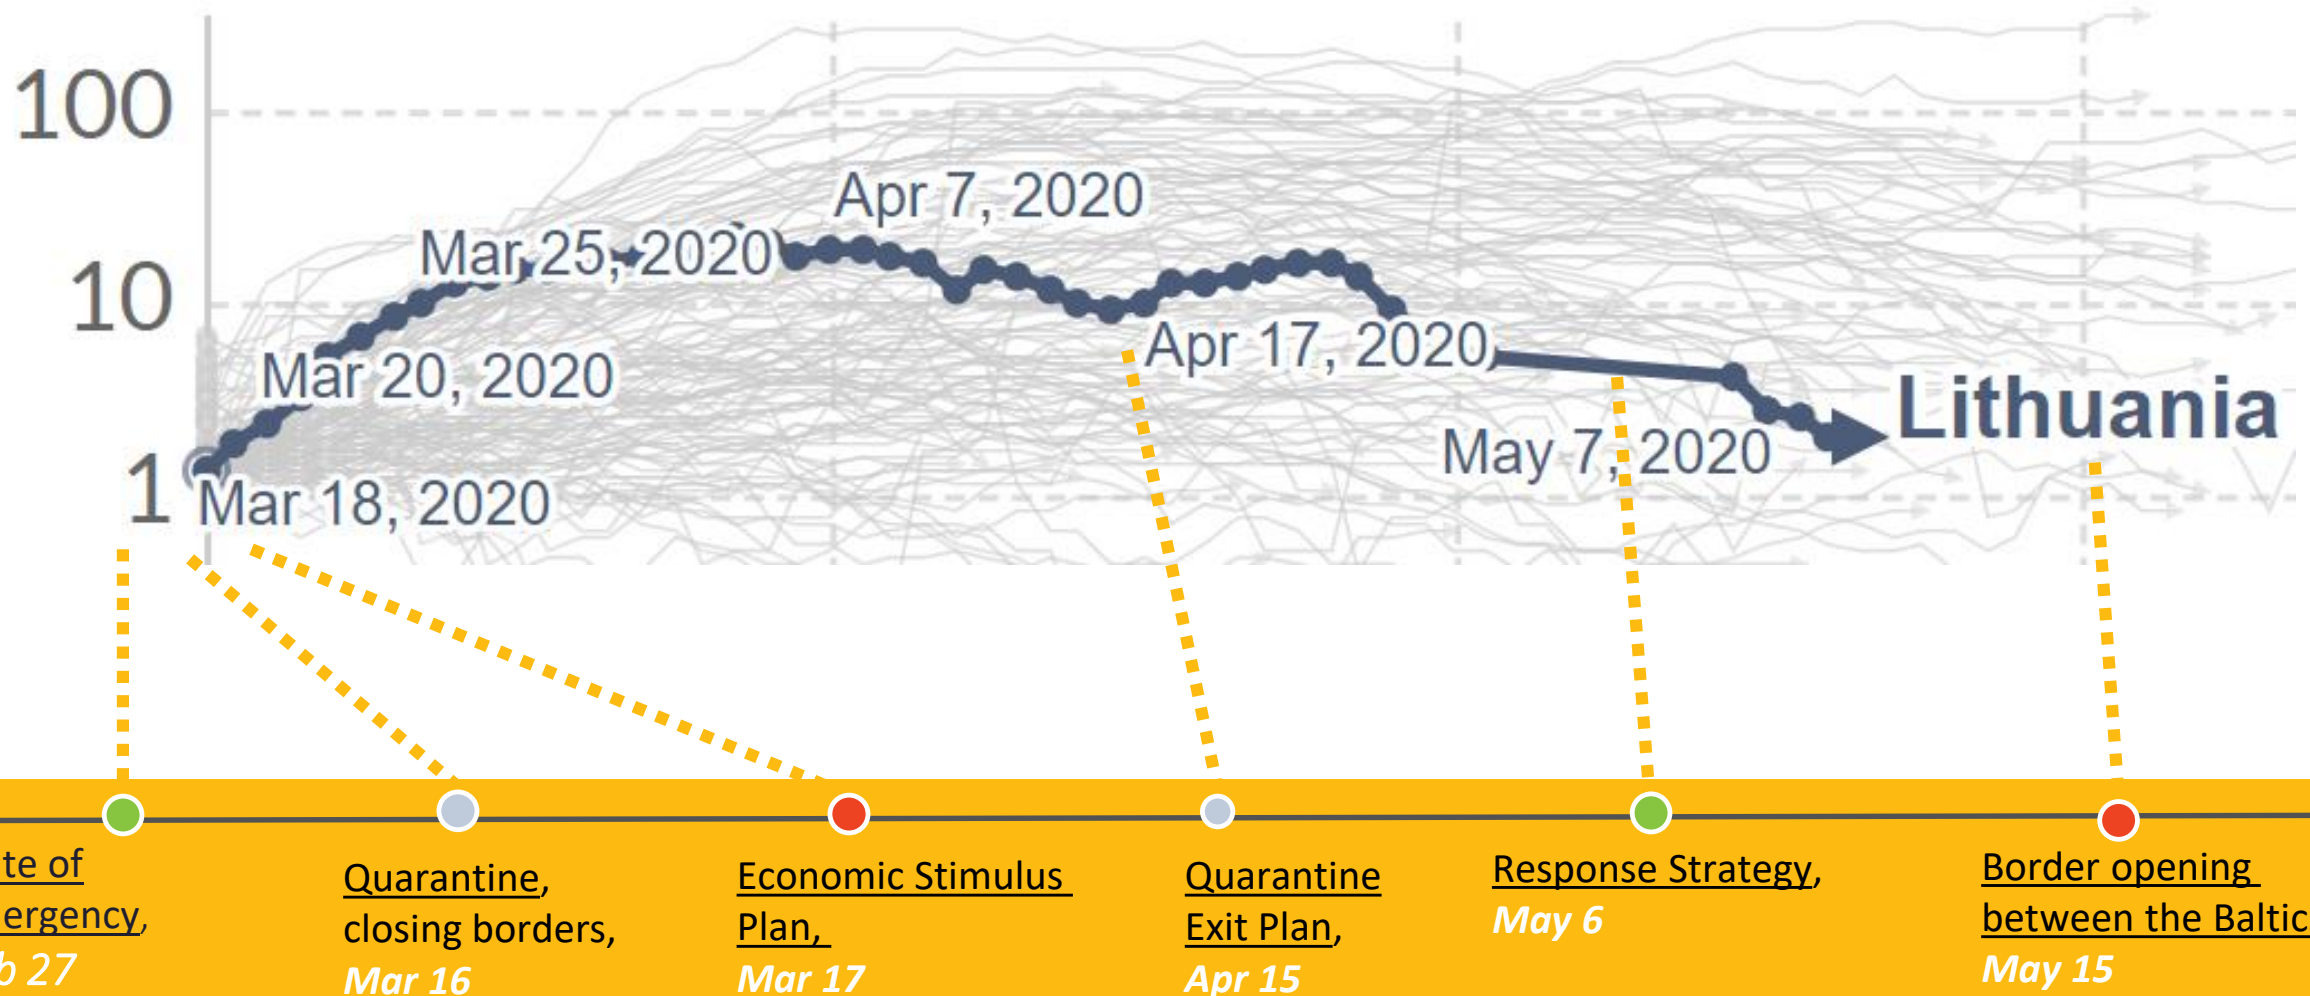 100
Apr 7, 2020
Mar 25, 2020
10
Apr 17, 2020
Mar 20, 2020
Lithuania
May 7, 2020
1
Mar 18, 2020
te of
ergency,
b 27
Quarantine,
closing borders,
Mar 16
Economic Stimulus
Plan,
Mar 17
Quarantine
Exit Plan,
Apr 15
Response Strategy,
May 6
Border opening
between the Baltic
May 15